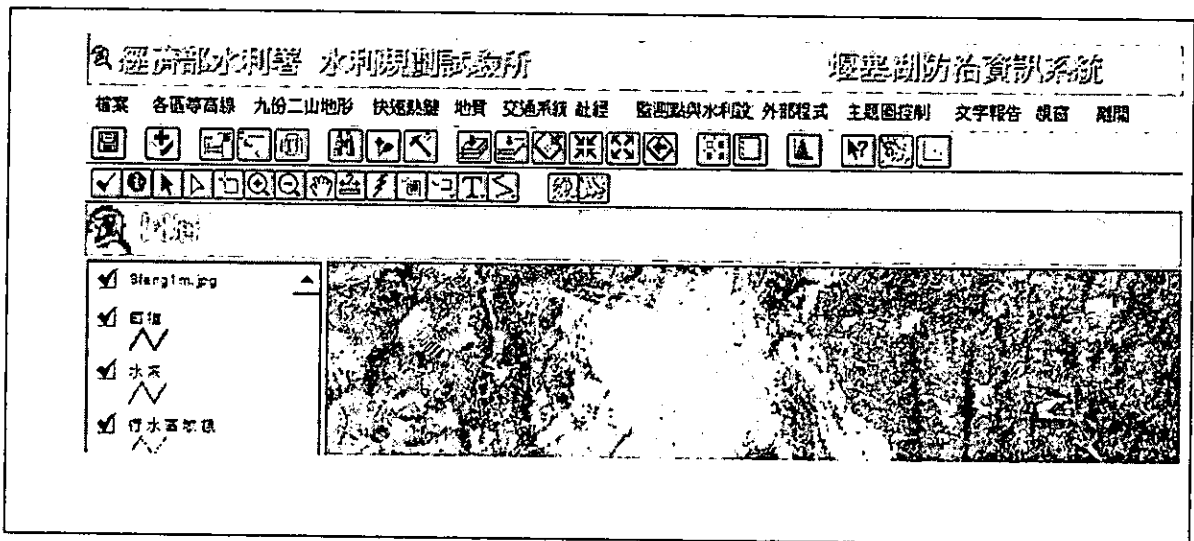 經濟部水利署 水利規劃試驗所 堰塞湖防治資訊系統
檔案 各區等高線 九份二山地形 快速熱鍵 地質 交通系統 社經 監測點與水利設 外部程式 主題圖控制 文字報告 視窗 離開
Slang1m.jpg
水系